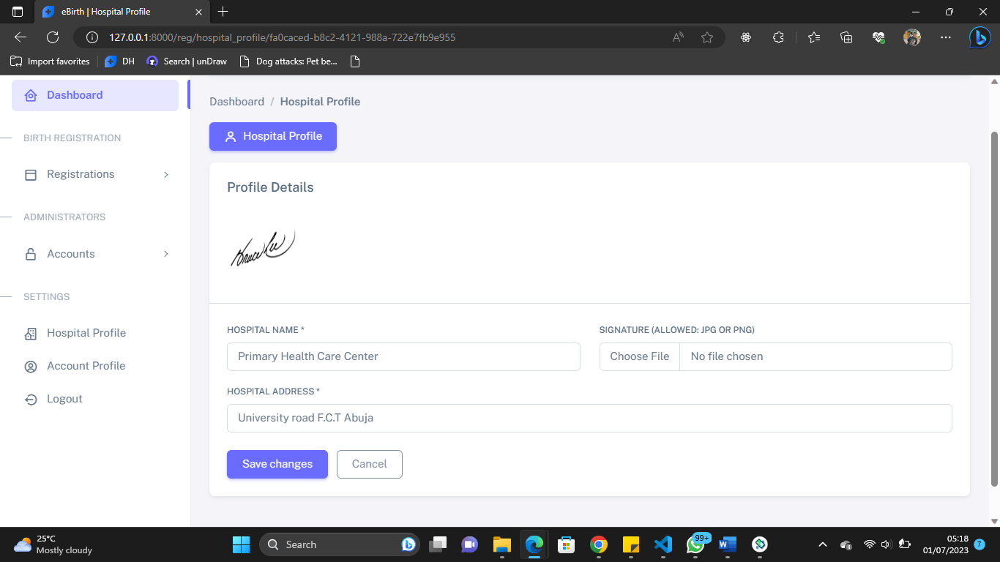 eBirth | Hospital Profile
127.0.0.1:8000/reg/hospital_profile/fa0caced-b8c2-4121-988a-722e7fb9e955
Import favorites
DH
Search | unDraw
Dog attacks: Pet be...
Dashboard
BIRTH REGISTRATION
Registrations
ADMINISTRATORS
Accounts
SETTINGS
Hospital Profile
Account Profile
Logout
Dashboard / Hospital Profile
Hospital Profile
Profile Details
Bruce Lee
HOSPITAL NAME *
Primary Health Care Center
SIGNATURE (ALLOWED: JPG OR PNG)
Choose File No file chosen
HOSPITAL ADDRESS *
University road F.C.T Abuja
Save changes
Cancel
25°C
Mostly cloudy
Search
99+
05:18
01/07/2023
7